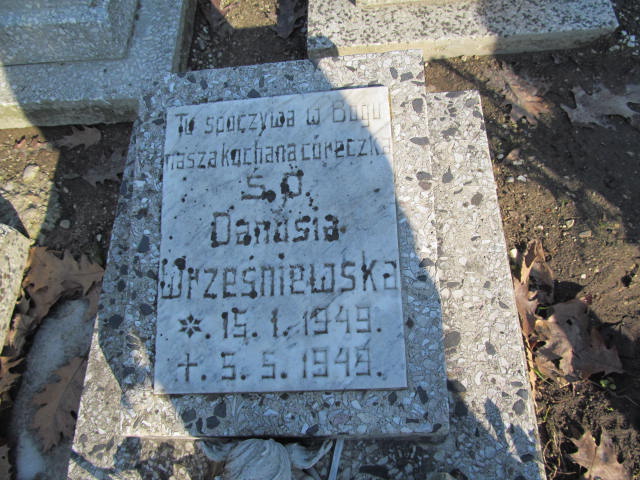 Tu spoczywa w Bogu
nasza kochana córeczka
Ś.P.
Danusia
Wrześniewska
*. 15.1.1949.
+. 5.5.1949.